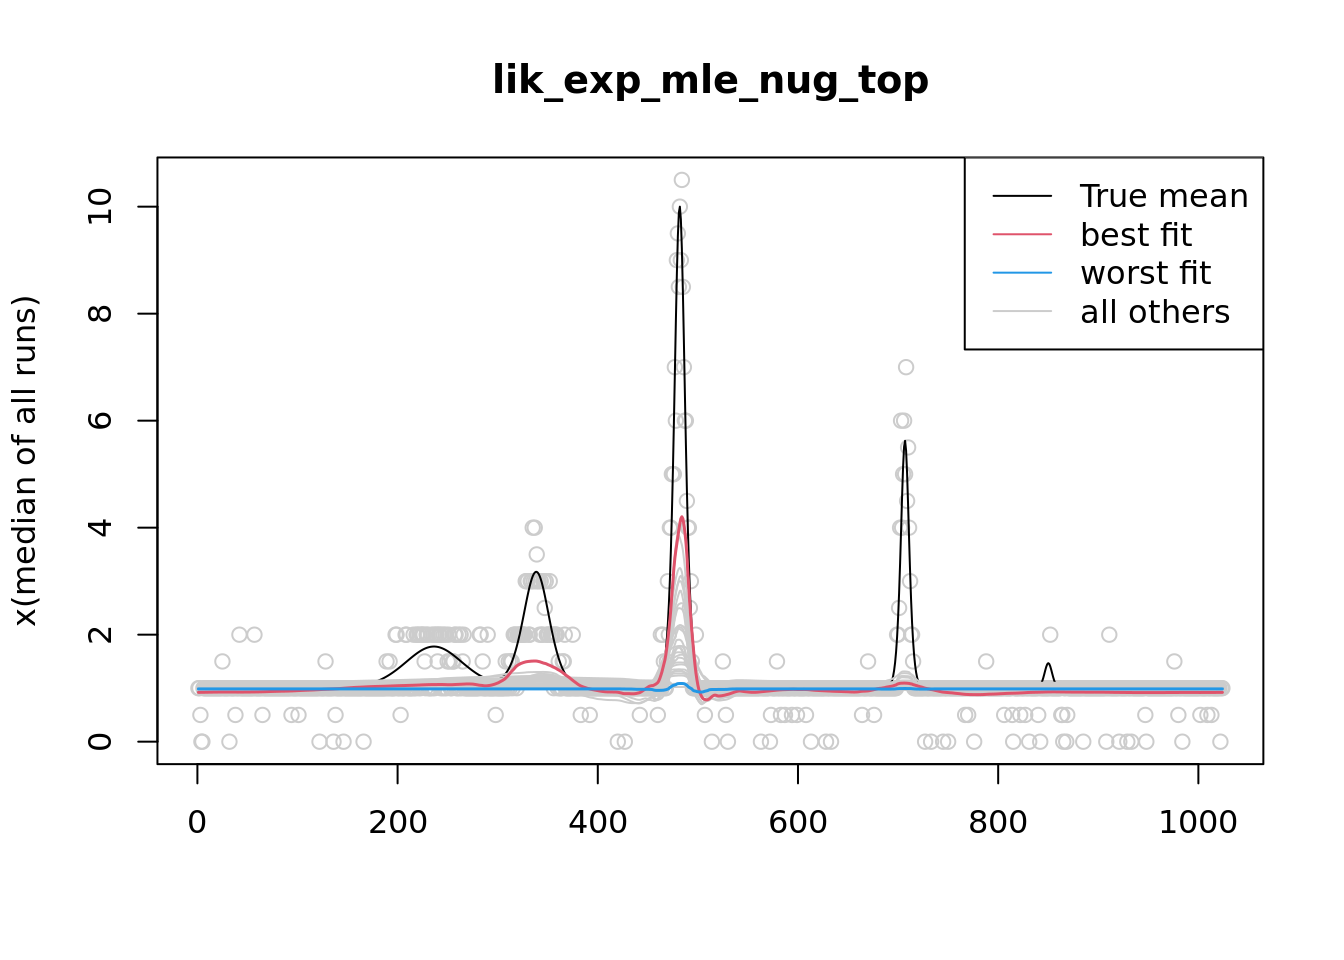 lik_exp_mle_nug_top
True mean
best fit
worst fit
all others
x(median of all runs)
10
8
6
4
2
0
0 200 400 600 800 1000